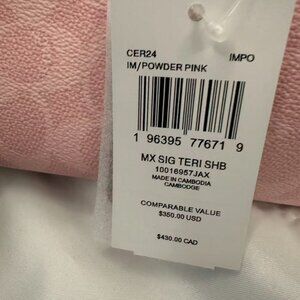 CER24 IMPO
IM/POWDER PINK
1 96395 77671 9
MX SIG TERI SHB
10016957JAX
MADE IN CAMBODIA
CAMBODGE
COMPARABLE VALUE
$350.00 USD
$430.00 CAD